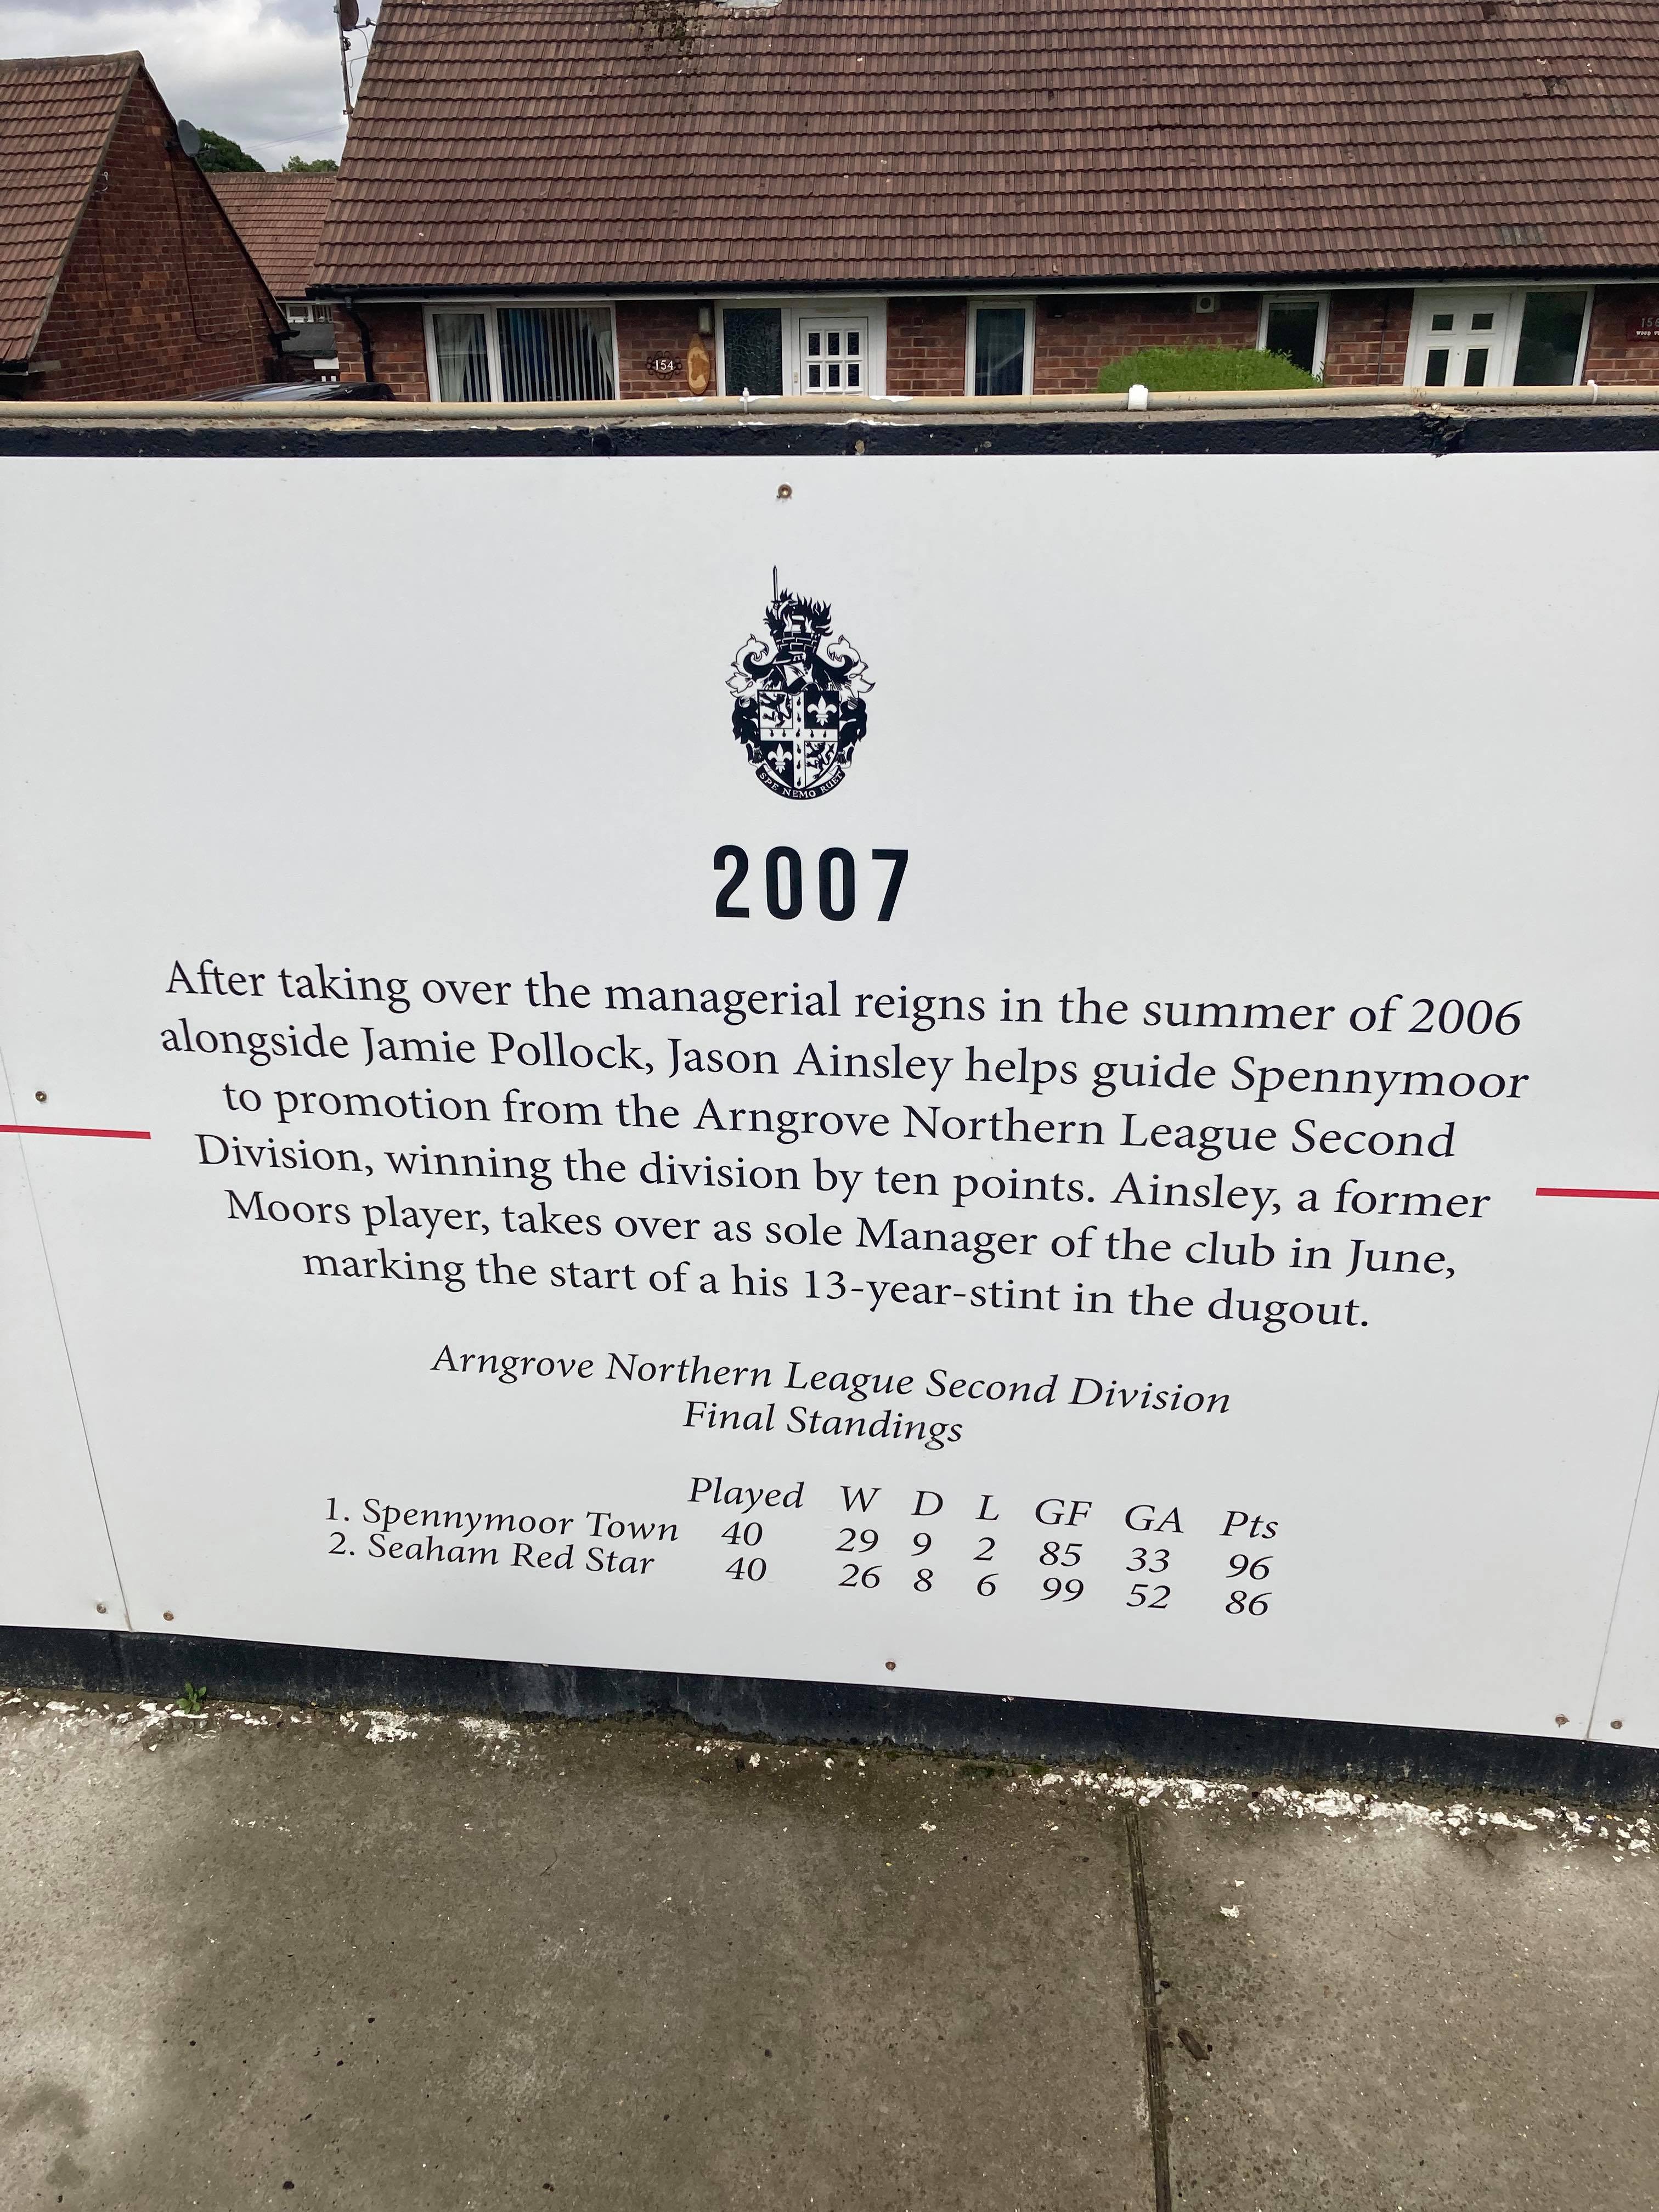 154
156
SPE NEMO RUET
2007
After taking over the managerial reigns in the summer of 2006
alongside Jamie Pollock, Jason Ainsley helps guide Spennymoor
to promotion from the Arngrove Northern League Second
Division, winning the division by ten points. Ainsley, a former
Moors player, takes over as sole Manager of the club in June,
marking the start of a his 13-year-stint in the dugout.
Arngrove Northern League Second Division
Final Standings
Played W D L GF GA Pts
1. Spennymoor Town 40 29 9 2 85 33 96
2. Seaham Red Star 40 26 8 6 99 52 86